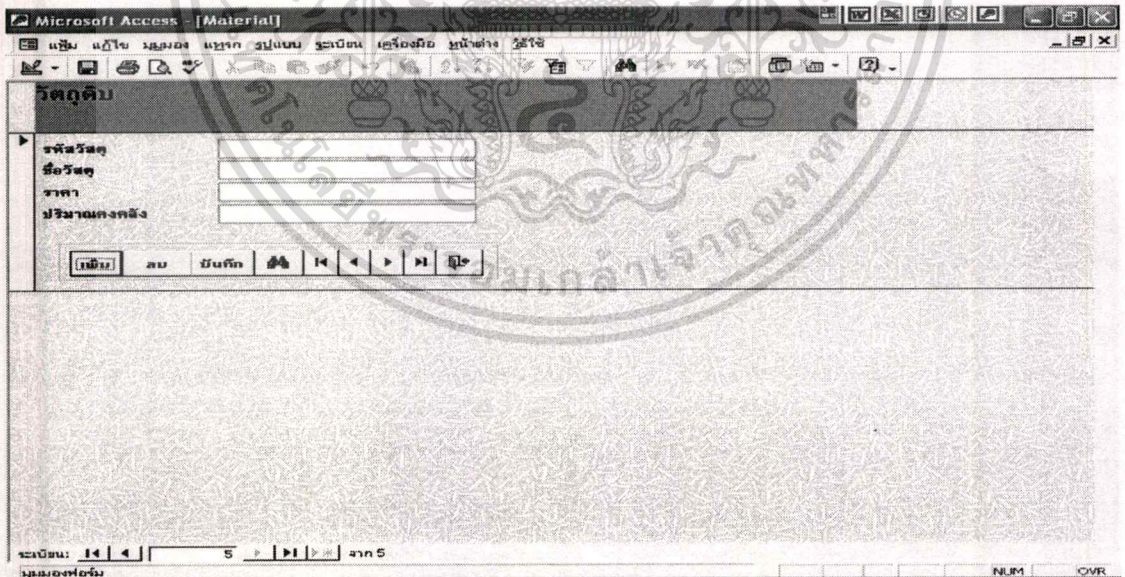 Microsoft Access - [Material]
แฟ้ม แก้ไข มุมมอง แทรก รูปแบบ ระเบียน เครื่องมือ หน้าต่าง วิธีใช้
วัตถุดิบ
รหัสวัสดุ
ชื่อวัสดุ
ราคา
ปริมาณคงคลัง
เพิ่ม ลบ บันทึก
ระเบียน: 5 จาก 5
มุมมองฟอร์ม NUM OVR